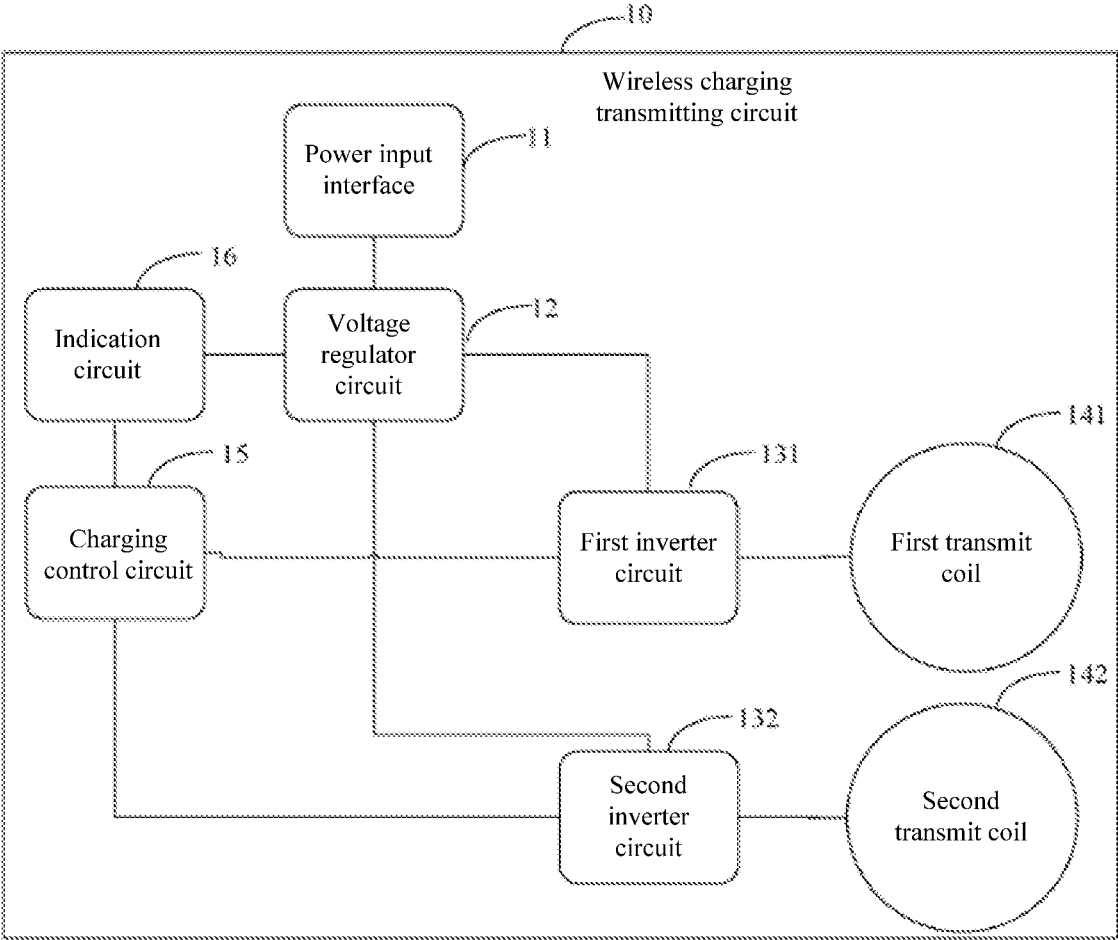 10
Wireless charging
transmitting circuit
11
Power input
interface
16
12
Indication
circuit
Voltage
regulator
circuit
15
131
141
Charging
control circuit
First inverter
circuit
First transmit
coil
132
142
Second
inverter
circuit
Second
transmit coil